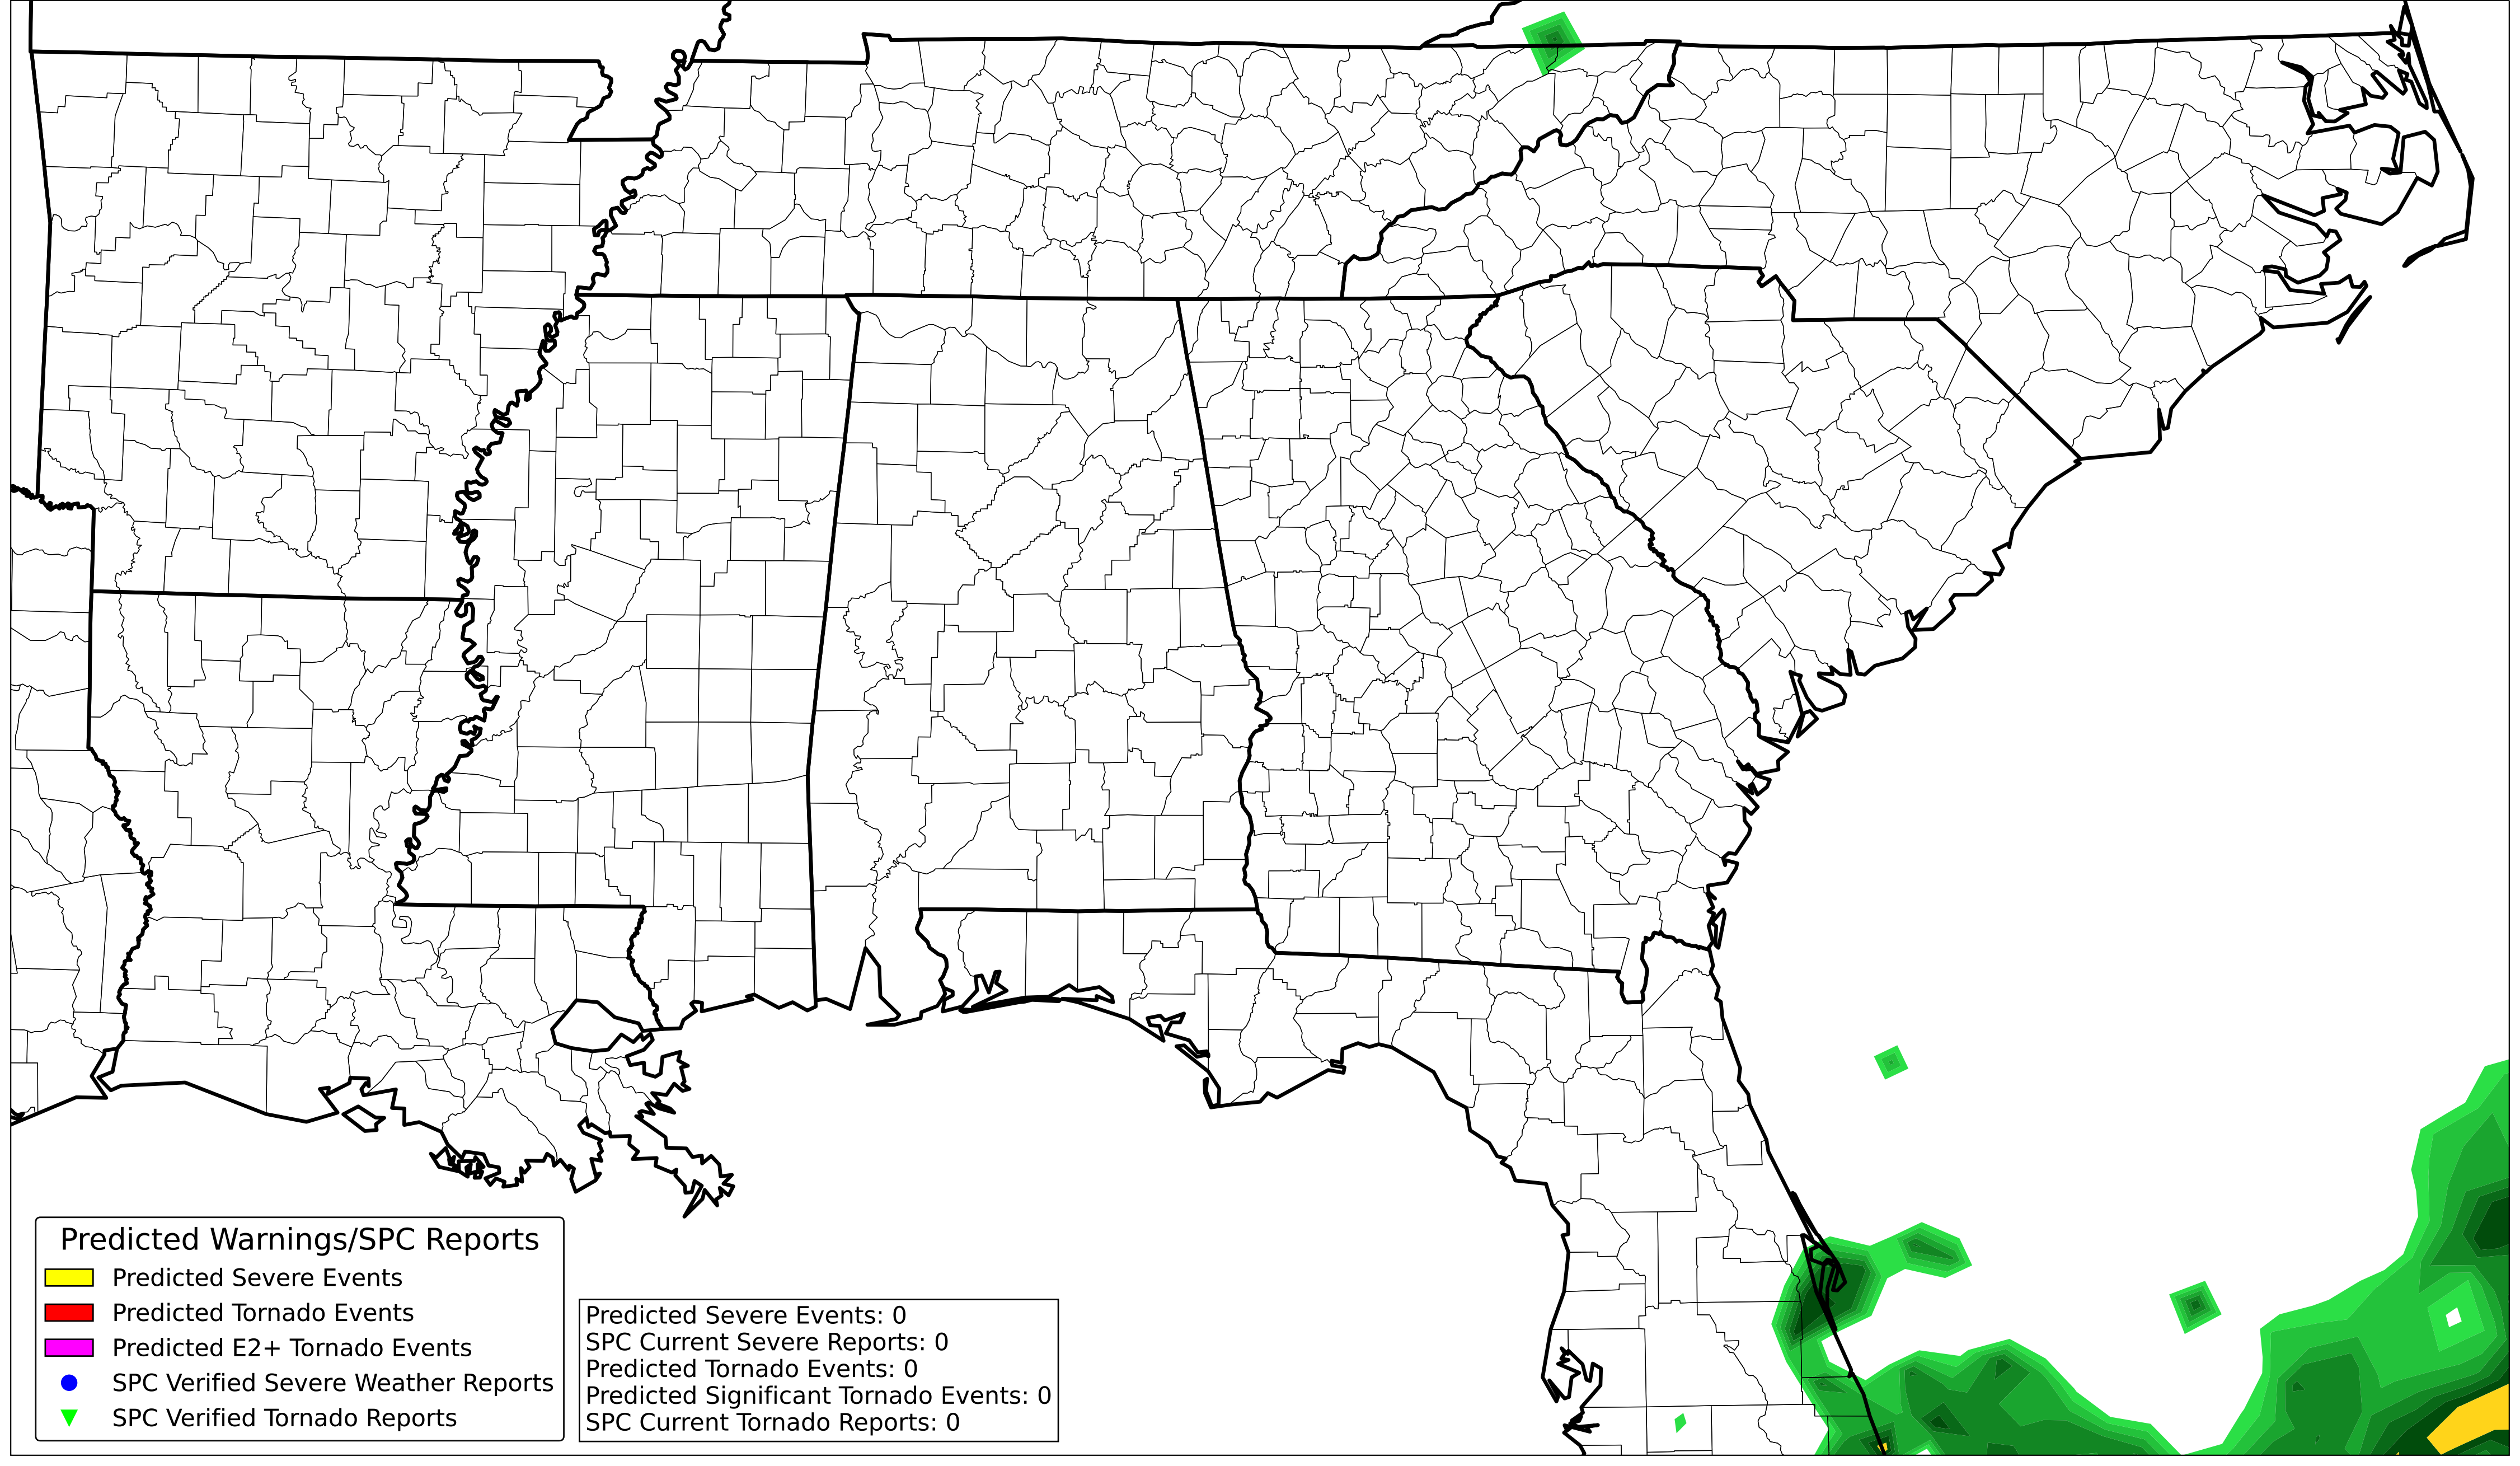 Predicted Warnings/SPC Reports
Predicted Severe Events
Predicted Tornado Events
Predicted E2+ Tornado Events
SPC Verified Severe Weather Reports
SPC Verified Tornado Reports
Predicted Severe Events: 0
SPC Current Severe Reports: 0
Predicted Tornado Events: 0
Predicted Significant Tornado Events: 0
SPC Current Tornado Reports: 0